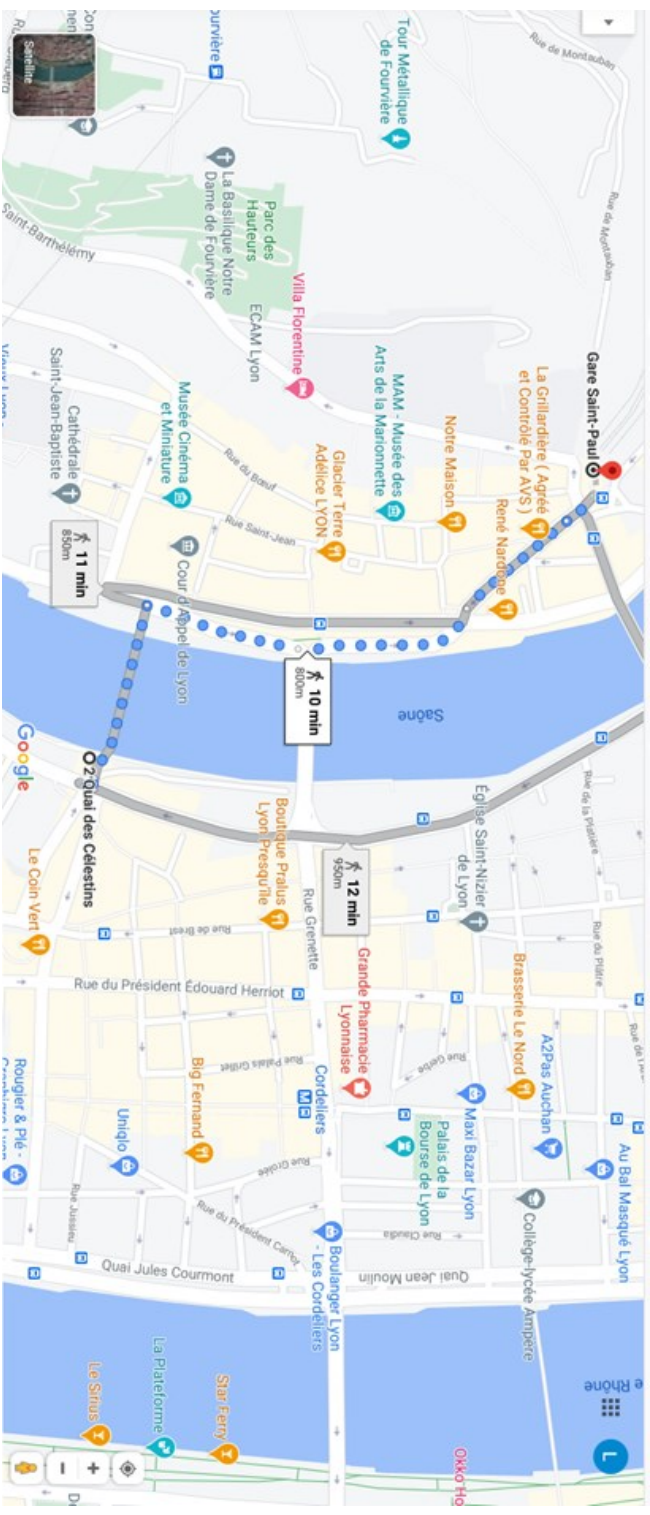 Rue de Montauban
Rue de Montauban
Tour Métallique
de Fourvière
Fourvière
Satellite
La Basilique Notre
Dame de Fourvière
Parc des
Hauteurs
Saint-Barthélémy
ECAM Lyon
Villa Florentine
Gare Saint-Paul
La Grillardière ( Agréé
et Contrôlé Par AVS )
René Nardone
Notre Maison
MAM - Musée des
Arts de la Marionnette
Glacier Terre
Adélice LYON
Rue du Bœuf
Rue Saint-Jean
Musée Cinéma
et Miniature
Cathédrale
Saint-Jean-Baptiste
Vieux Lyon
Cour d'Appel de Lyon
11 min
850m
10 min
800m
12 min
950m
Saône
2 Quai des Célestins
Google
Le Coin Vert
Boutique Pralus
Lyon Presqu'île
Église Saint-Nizier
de Lyon
Rue de la Platière
Rue du Plâtre
Rue Grenette
Rue de Brest
Rue du Président Édouard Herriot
Grande Pharmacie
Lyonnaise
Brasserie Le Nord
A2Pas Auchan
Au Bal Masqué Lyon
Rue Gerbe
Maxi Bazar Lyon
Palais de la
Bourse de Lyon
Collège-lycée Ampère
Rue Claudia
Cordeliers
M
Rue Palais Grillet
Big Fernand
Uniqlo
Rougier & Plé -
Rue Grolée
Rue du Président Carnot
Rue Jussieu
Boulanger Lyon
- Les Cordeliers
Quai Jules Courmont
Quai Jean Moulin
e Rhône
L
Star Ferry
La Plateforme
Le Sirius
Okko Ho